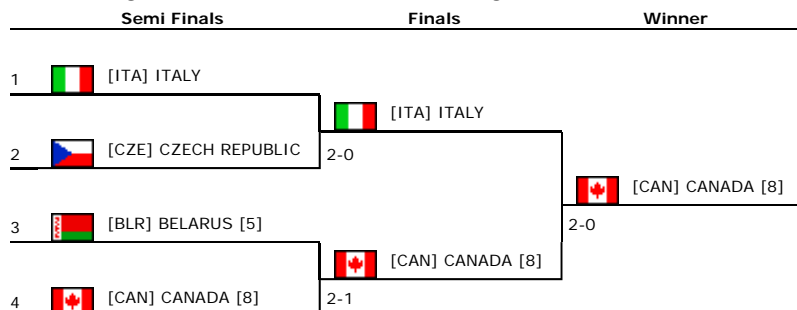 Semi Finals Finals Winner
1 [ITA] ITALY
[ITA] ITALY
2 [CZE] CZECH REPUBLIC 2-0
[CAN] CANADA [8]
3 [BLR] BELARUS [5] 2-0
[CAN] CANADA [8]
4 [CAN] CANADA [8] 2-1